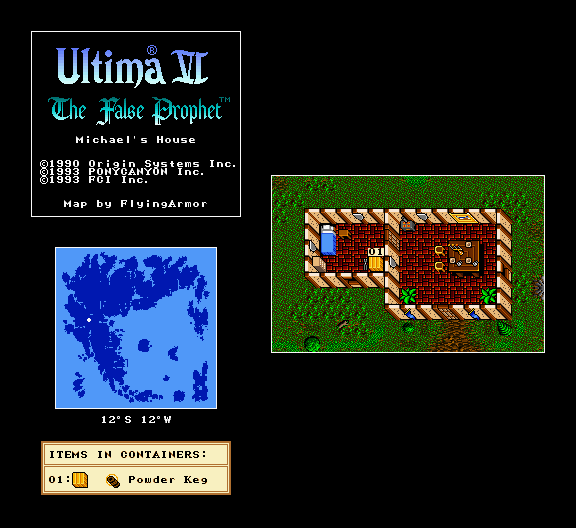 Ultima® VI
The False Prophet™
Michael's House
©1990 Origin Systems Inc.
©1993 PONYCANYON Inc.
©1993 FCI Inc.
Map by FlyingArmor
01
12°S 12°W
ITEMS IN CONTAINERS:
01: Powder Keg